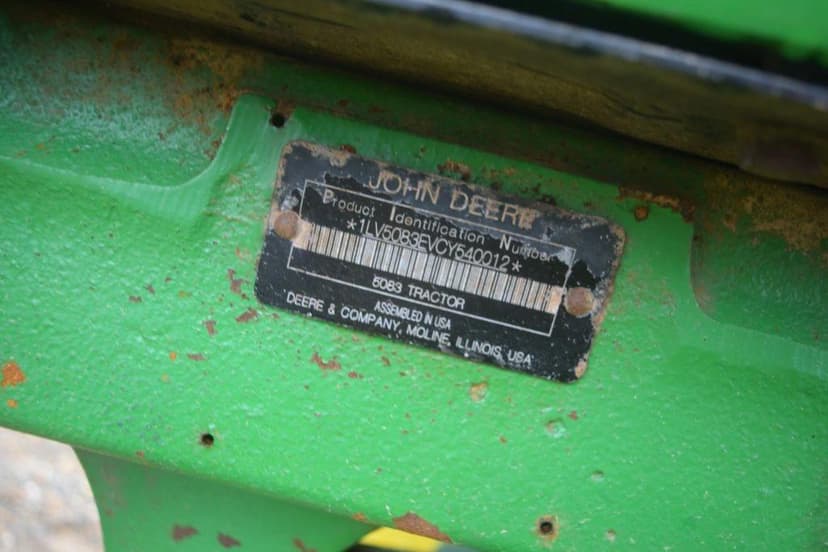 JOHN DEERE
Product Identification Number
*1LV5083EVCY540012*
5083 TRACTOR
ASSEMBLED IN USA
DEERE & COMPANY, MOLINE, ILLINOIS, USA